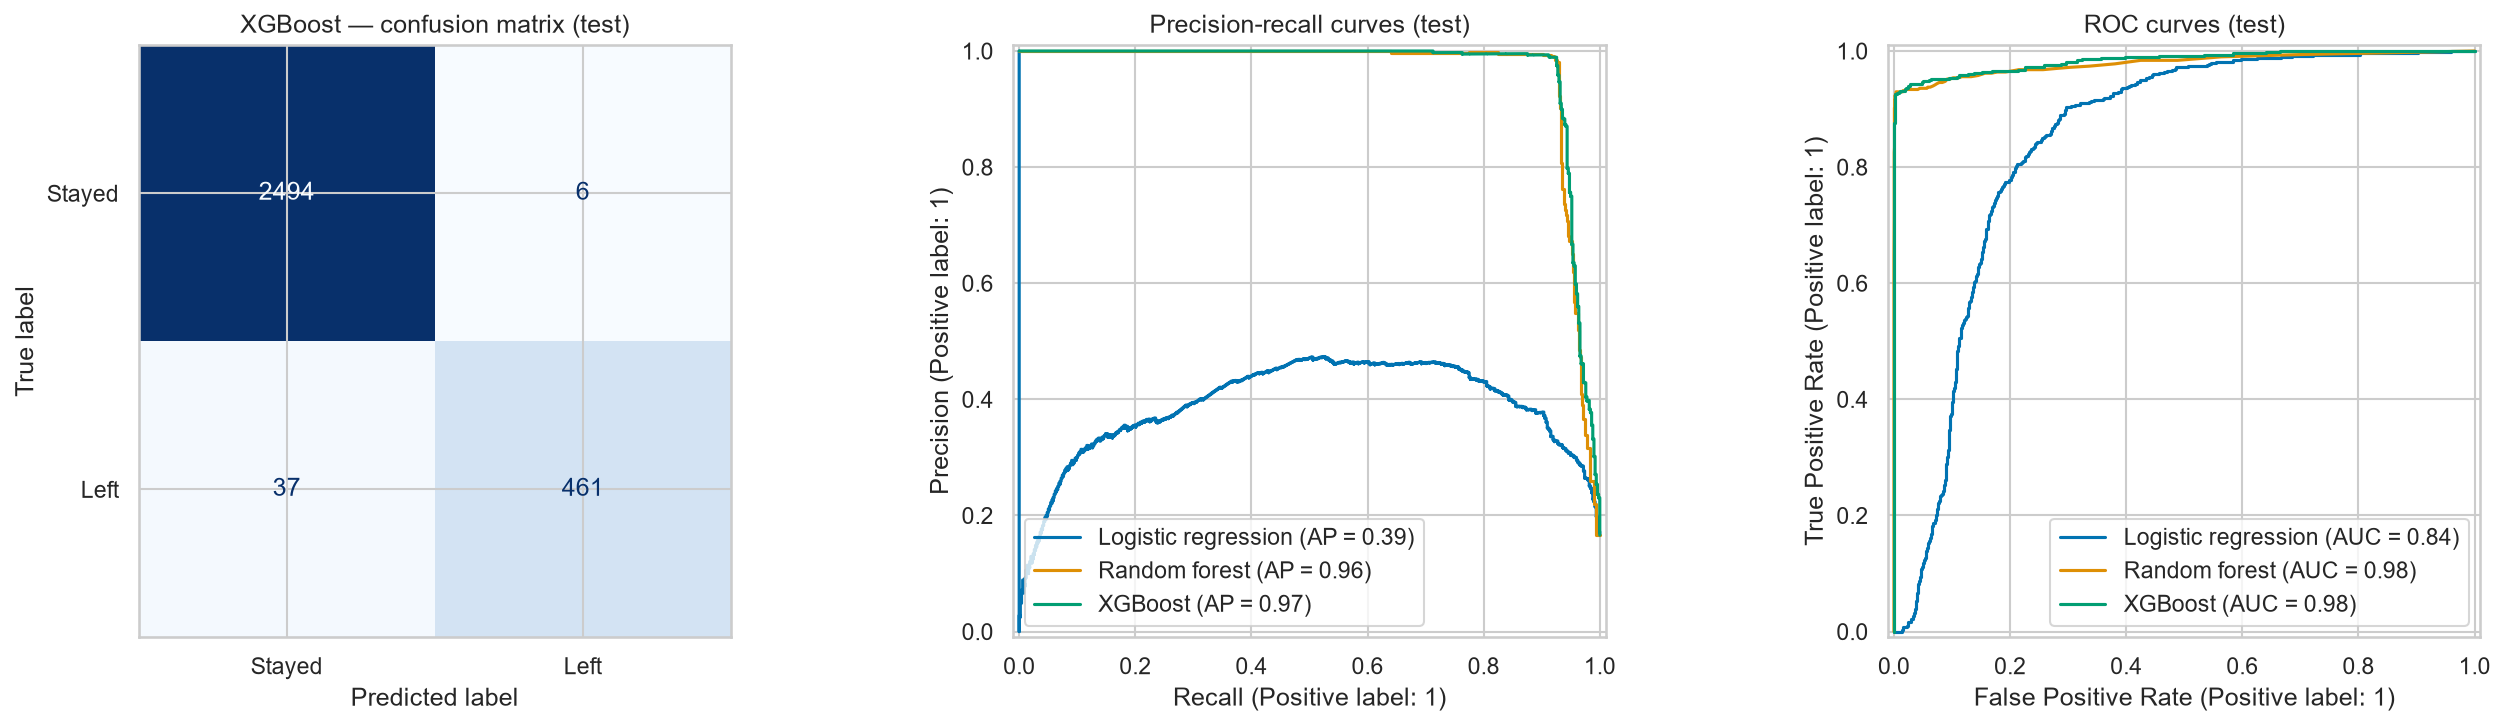 XGBoost — confusion matrix (test)
True label
Stayed
Left
2494
6
37
461
Stayed
Left
Predicted label
Precision-recall curves (test)
Precision (Positive label: 1)
1.0
0.8
0.6
0.4
0.2
0.0
Logistic regression (AP = 0.39)
Random forest (AP = 0.96)
XGBoost (AP = 0.97)
0.0 0.2 0.4 0.6 0.8 1.0
Recall (Positive label: 1)
ROC curves (test)
True Positive Rate (Positive label: 1)
1.0
0.8
0.6
0.4
0.2
0.0
Logistic regression (AUC = 0.84)
Random forest (AUC = 0.98)
XGBoost (AUC = 0.98)
0.0 0.2 0.4 0.6 0.8 1.0
False Positive Rate (Positive label: 1)